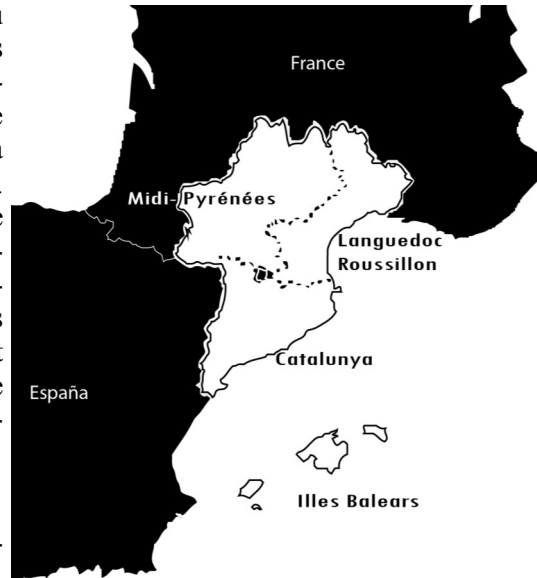 France
Midi-Pyrénées
Languedoc
Roussillon
Catalunya
España
Illes Balears